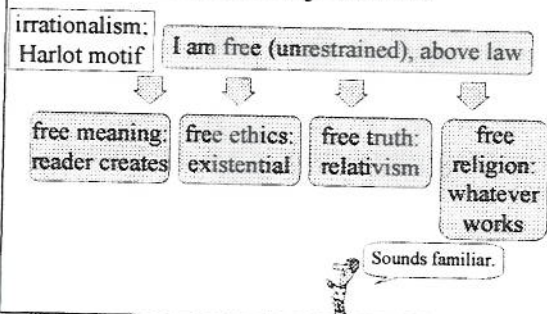 irrationalism:
Harlot motif
I am free (unrestrained), above law
free meaning:
reader creates
free ethics:
existential
free truth:
relativism
free
religion:
whatever
works
Sounds familiar.